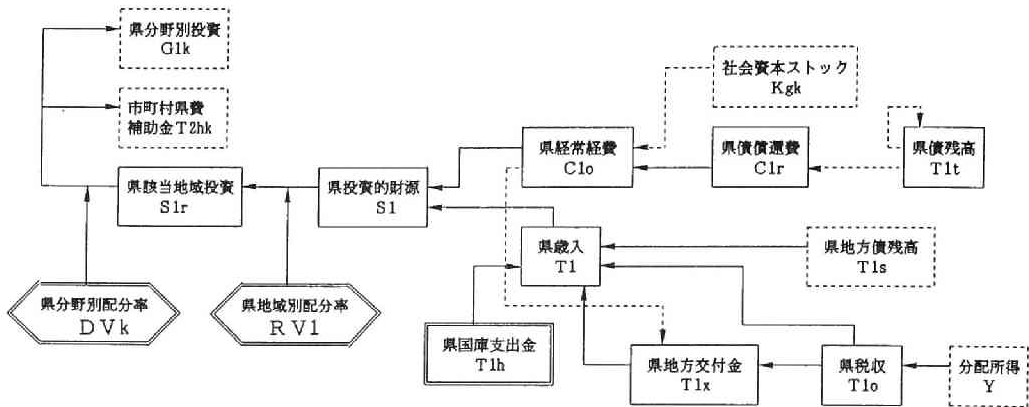 県分野別投資
G1k
市町村県費
補助金T2hk
社会資本ストック
Kgk
県経常経費
C1o
県債償還費
C1r
県債残高
T1t
県該当地域投資
S1r
県投資的財源
S1
県歳入
T1
県地方債残高
T1s
県分野別配分率
DVk
県地域別配分率
RV1
県国庫支出金
T1h
県地方交付金
T1x
県税収
T1o
分配所得
Y